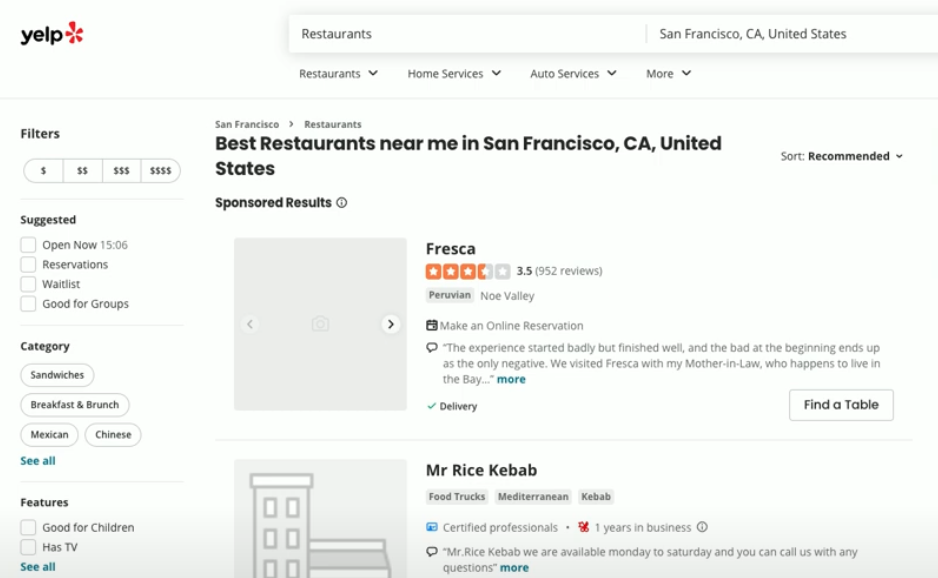 yelp
Restaurants
San Francisco, CA, United States
Restaurants
Home Services
Auto Services
More
Filters
$ $$ $$$ $$$$
Suggested
Open Now 15:06
Reservations
Waitlist
Good for Groups
Category
Sandwiches
Breakfast & Brunch
Mexican
Chinese
See all
Features
Good for Children
Has TV
See all
San Francisco > Restaurants
Best Restaurants near me in San Francisco, CA, United
States
Sort: Recommended
Sponsored Results
Fresca
3.5 (952 reviews)
Peruvian Noe Valley
Make an Online Reservation
"The experience started badly but finished well, and the bad at the beginning ends up
as the only negative. We visited Fresca with my Mother-in-Law, who happens to live in
the Bay..." more
Delivery
Find a Table
Mr Rice Kebab
Food Trucks Mediterranean Kebab
Certified professionals • 1 years in business
"Mr.Rice Kebab we are available monday to saturday and you can call us with any
questions" more